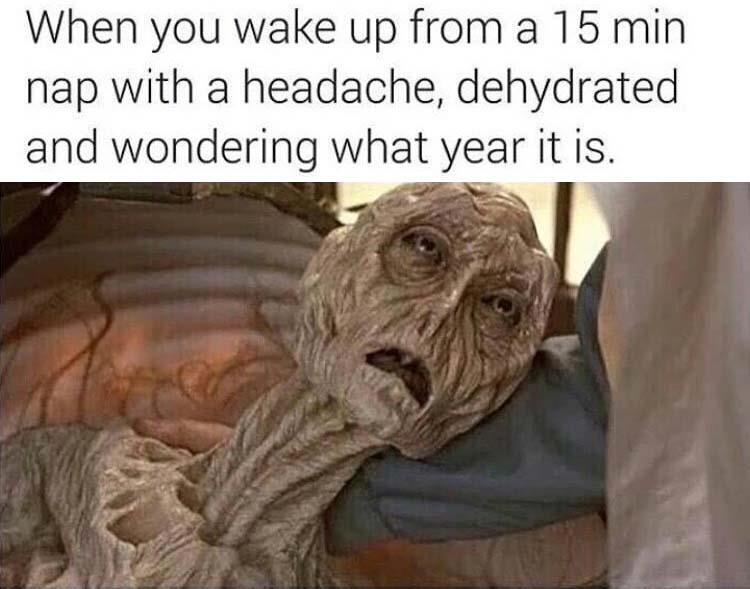 When you wake up from a 15 min
nap with a headache, dehydrated
and wondering what year it is.